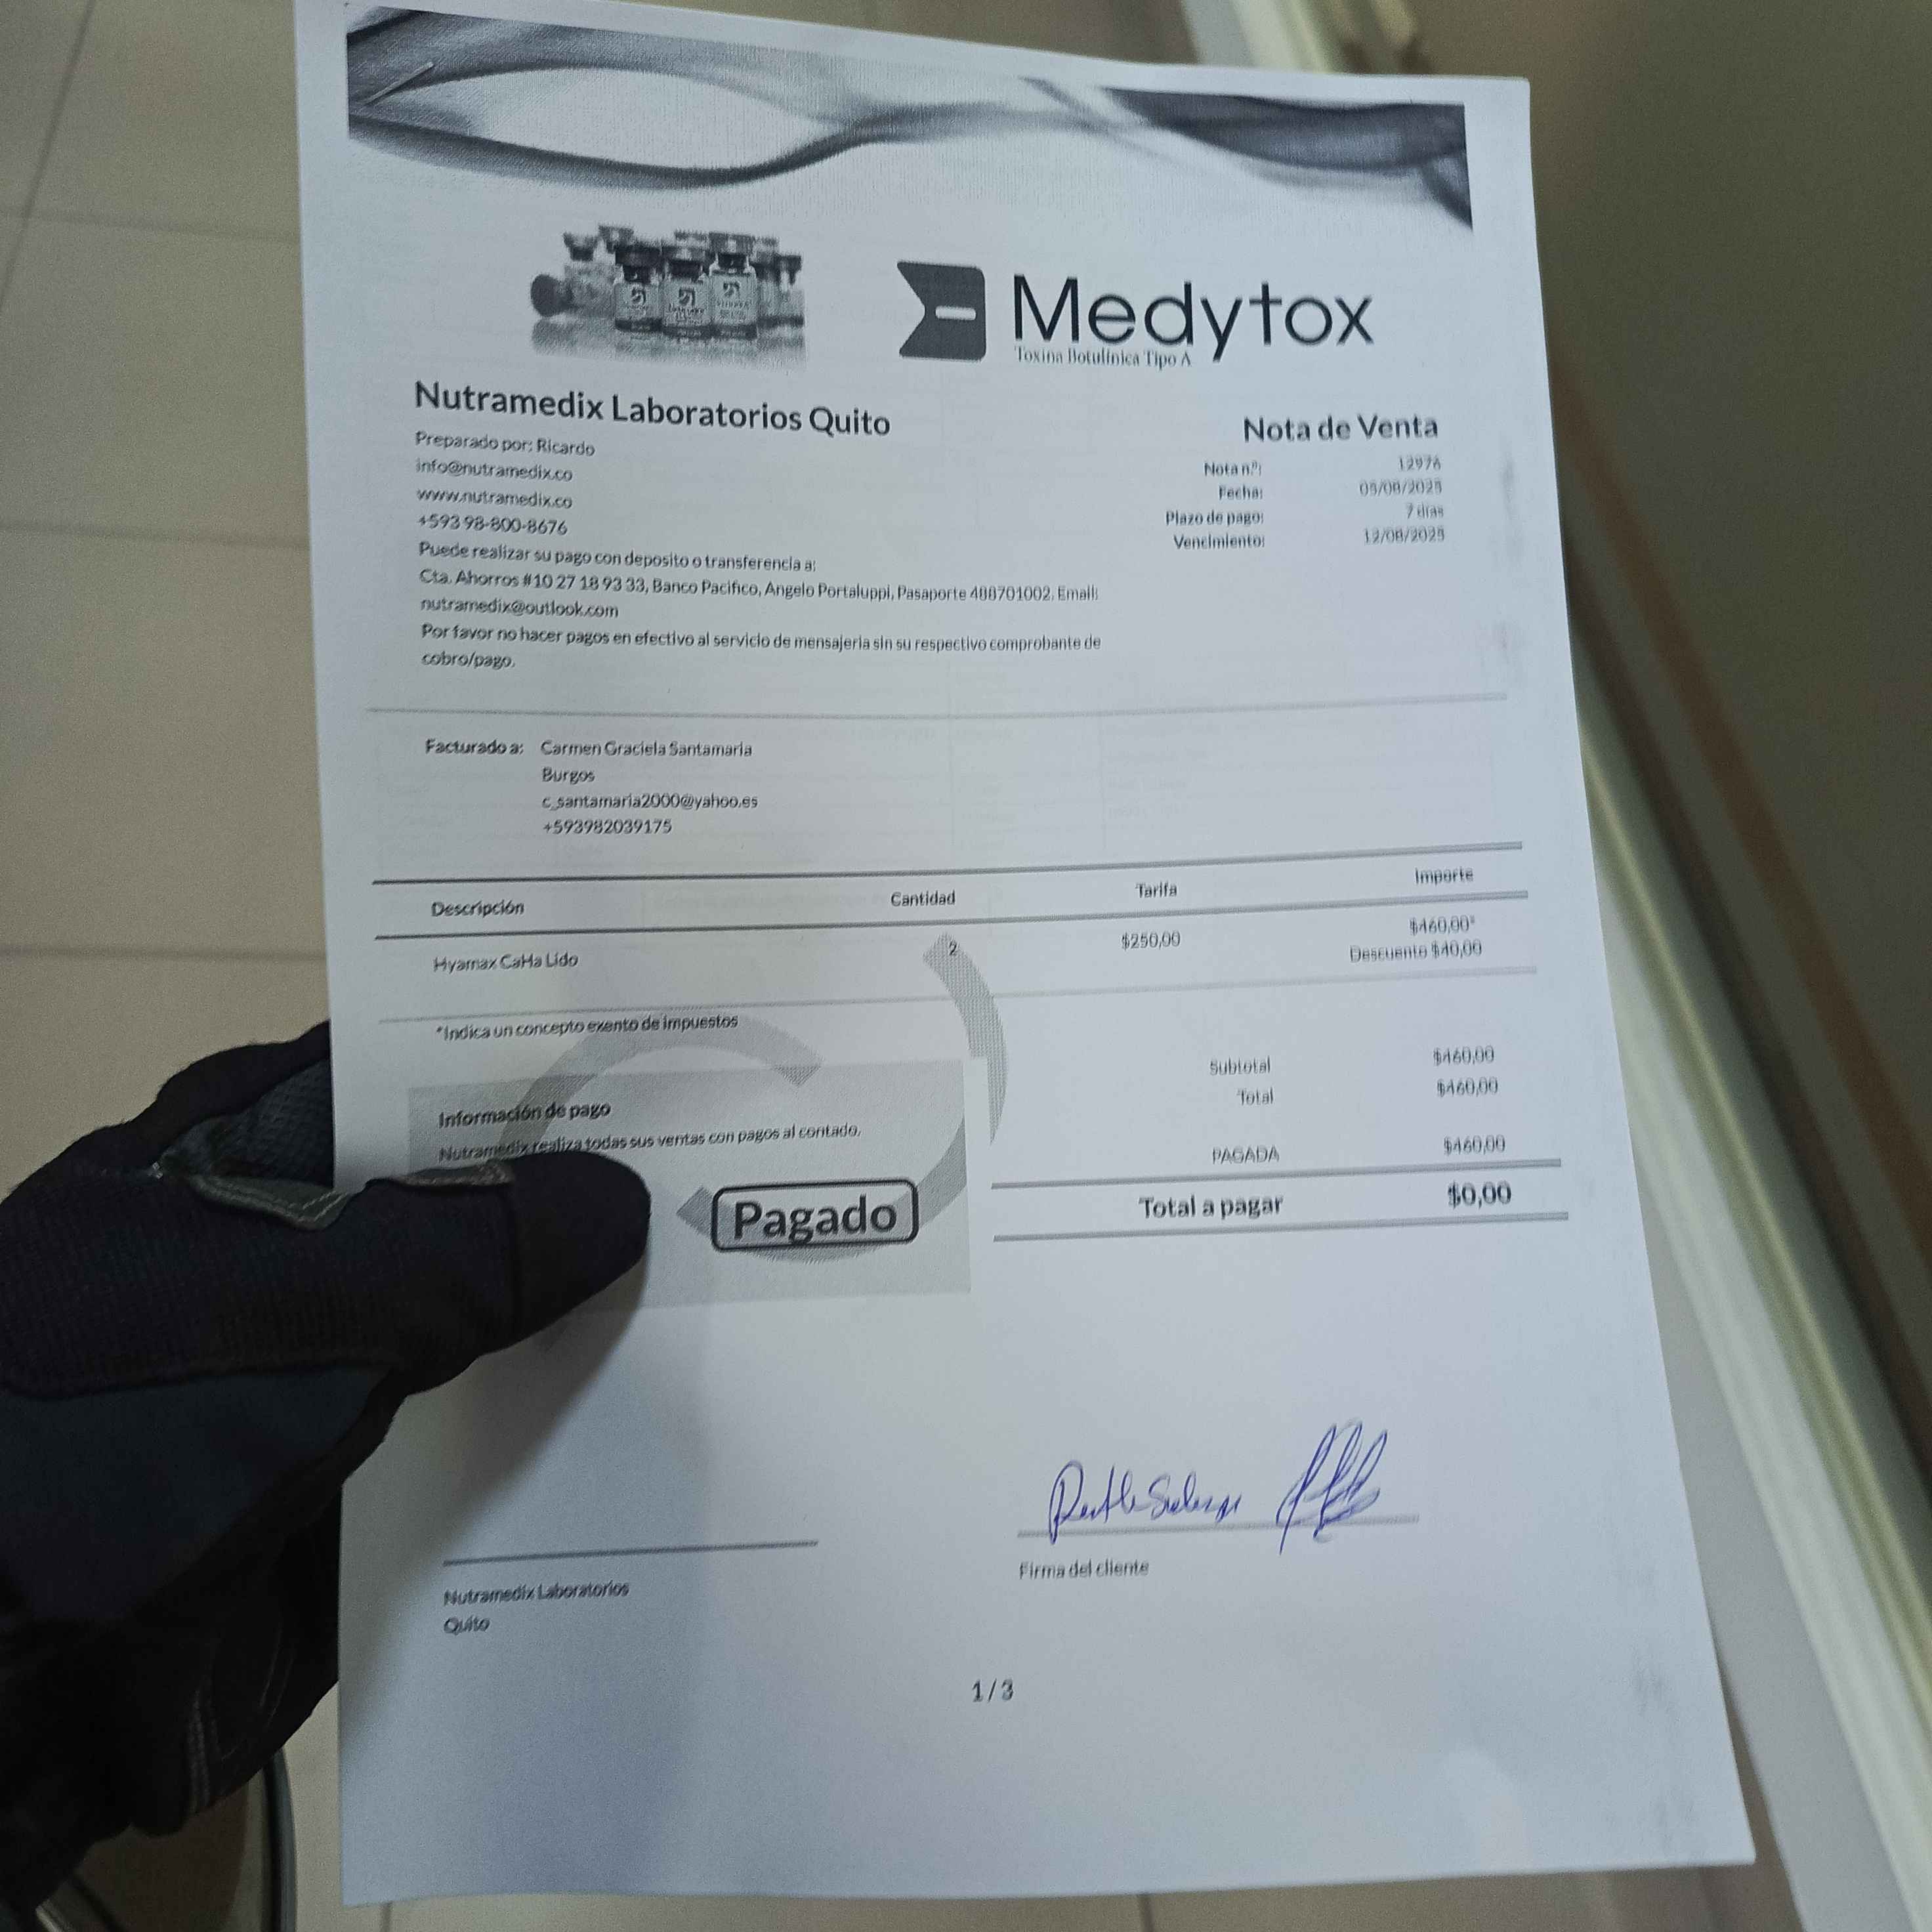 Medytox
Toxina Botulínica Tipo A
Nutramedix Laboratorios Quito
Preparado por: Ricardo
info@nutramedix.co
www.nutramedix.co
+593 98-800-8676
Puede realizar su pago con deposito o transferencia a:
Cta. Ahorros #10 27 18 93 33, Banco Pacifico, Angelo Portaluppi, Pasaporte 488701002. Email:
nutramedix@outlook.com
Por favor no hacer pagos en efectivo al servicio de mensajeria sin su respectivo comprobante de
cobro/pago.
Nota de Venta
Nota n.º: 12976
Fecha: 05/08/2025
Plazo de pago: 7 días
Vencimiento: 12/08/2025
Facturado a: Carmen Graciela Santamaria
Burgos
c_santamaria2000@yahoo.es
+593982039175
Descripción Cantidad Tarifa Importe
Hyamax CaHa Lido 2 $250,00 $460,00*
Descuento $40,00
*Indica un concepto exento de impuestos
Subtotal $460,00
Total $460,00
PAGADA $460,00
Total a pagar $0,00
Información de pago
Nutramedix realiza todas sus ventas con pagos al contado.
Pagado
Nutramedix Laboratorios
Quito
Firma del cliente
1/3